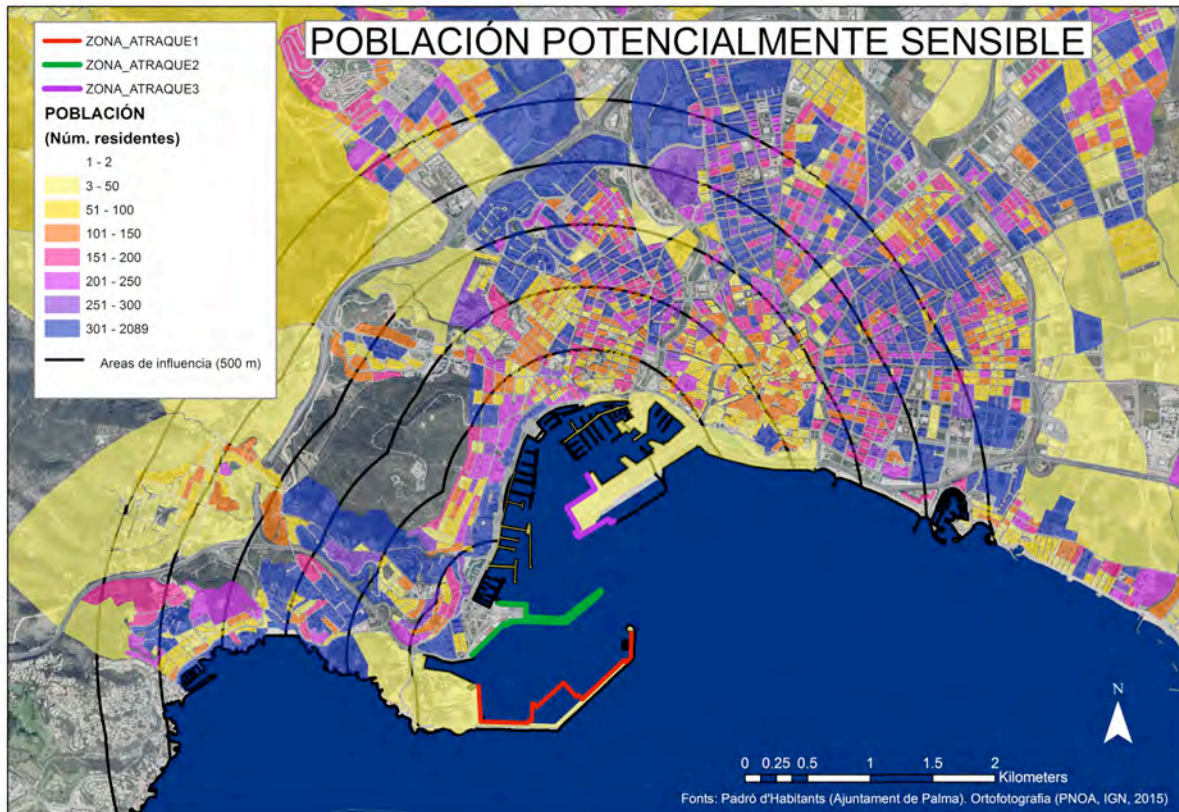 POBLACIÓN POTENCIALMENTE SENSIBLE
ZONA_ATRAQUE1
ZONA_ATRAQUE2
ZONA_ATRAQUE3
POBLACIÓN
(Núm. residentes)
1 - 2
3 - 50
51 - 100
101 - 150
151 - 200
201 - 250
251 - 300
301 - 2089
Areas de influencia (500 m)
N
0 0.25 0.5 1 1.5 2
Kilometers
Fonts: Padró d'Habitants (Ajuntament de Palma). Ortofotografia (PNOA, IGN, 2015)